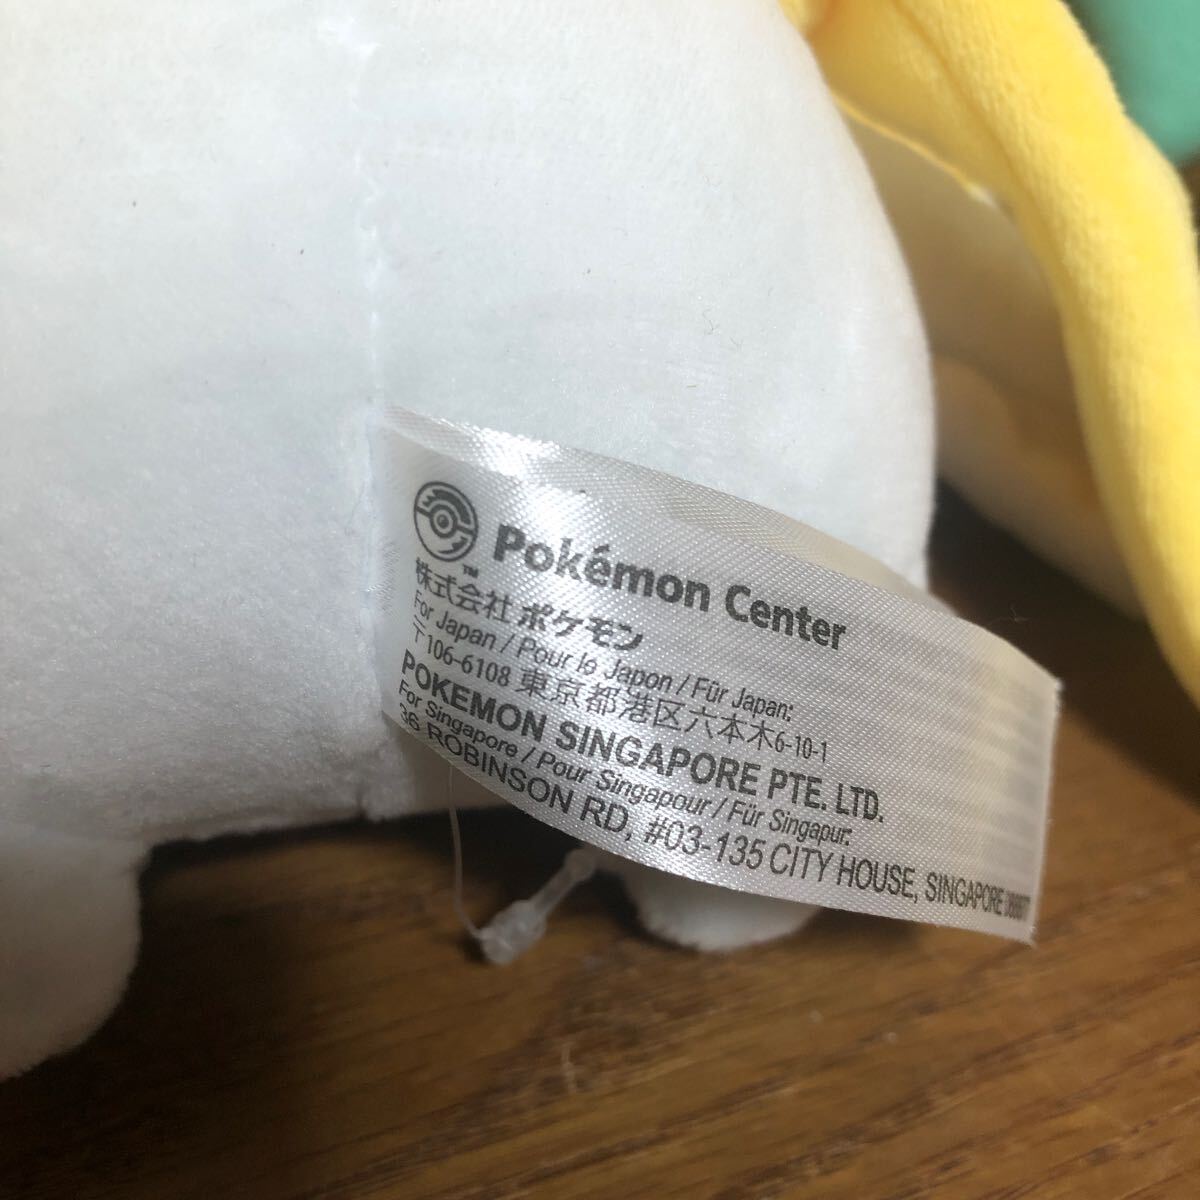 Pokémon Center
TM
株式会社ポケモン
For Japan / Pour le Japon / Für Japan:
〒106-6108 東京都港区六本木6-10-1
POKEMON SINGAPORE PTE. LTD.
For Singapore / Pour Singapour / Für Singapur:
36 ROBINSON RD, #03-135 CITY HOUSE, SINGAPORE